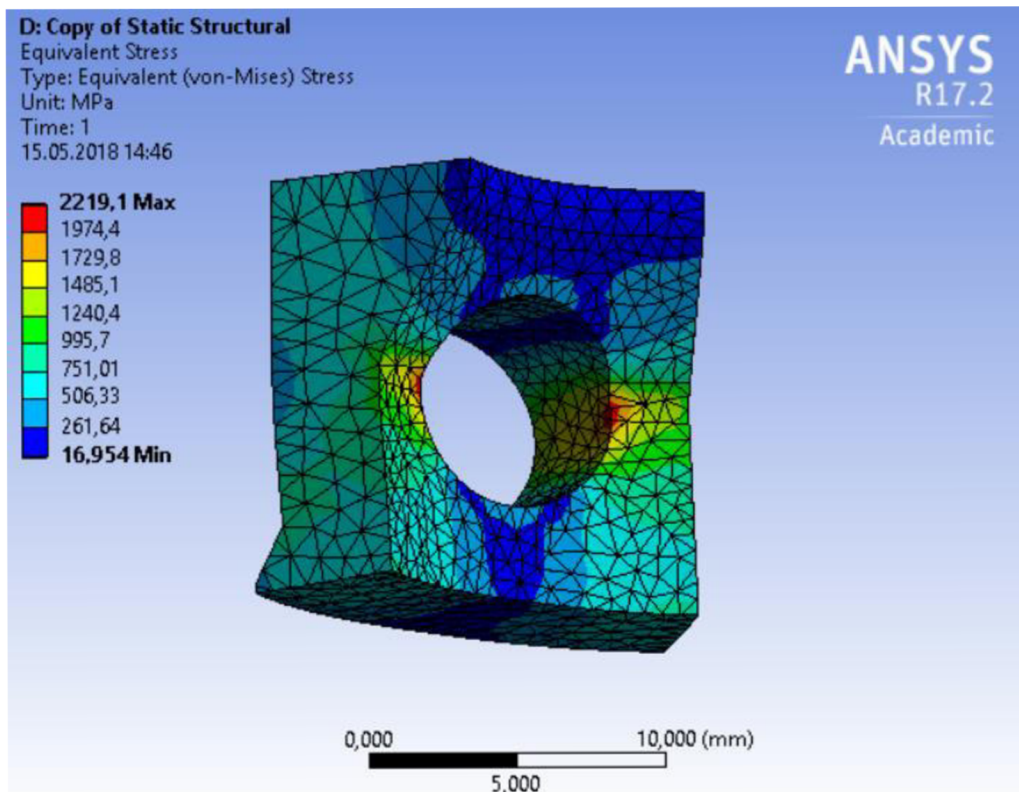 D: Copy of Static Structural
Equivalent Stress
Type: Equivalent (von-Mises) Stress
Unit: MPa
Time: 1
15.05.2018 14:46
ANSYS
R17.2
Academic
2219,1 Max
1974,4
1729,8
1485,1
1240,4
995,7
751,01
506,33
261,64
16,954 Min
0,000
10,000 (mm)
5,000